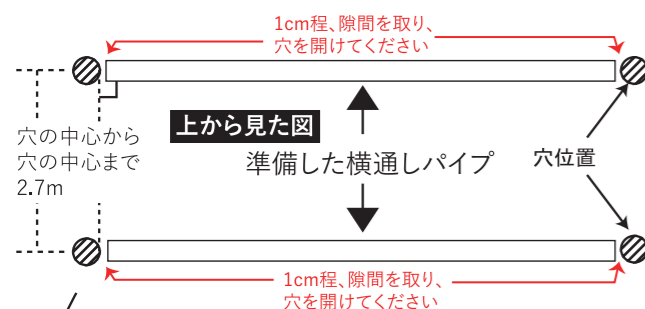 1cm程、隙間を取り、
穴を開けてください
上から見た図
穴の中心から
穴の中心まで
2.7m
準備した横通しパイプ
穴位置
1cm程、隙間を取り、
穴を開けてください